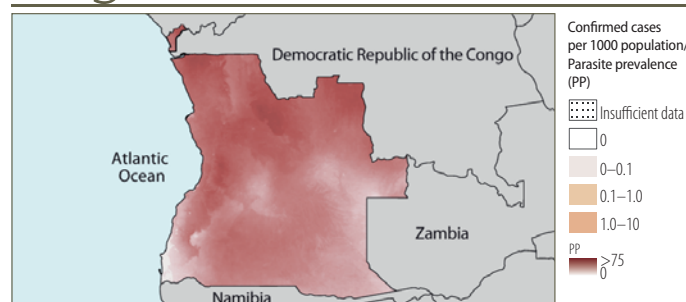 Democratic Republic of the Congo
Atlantic
Ocean
Zambia
Namibia
Confirmed cases
per 1000 population/
Parasite prevalence
(PP)
Insufficient data
0
0–0.1
0.1–1.0
1.0–10
PP
>75
0